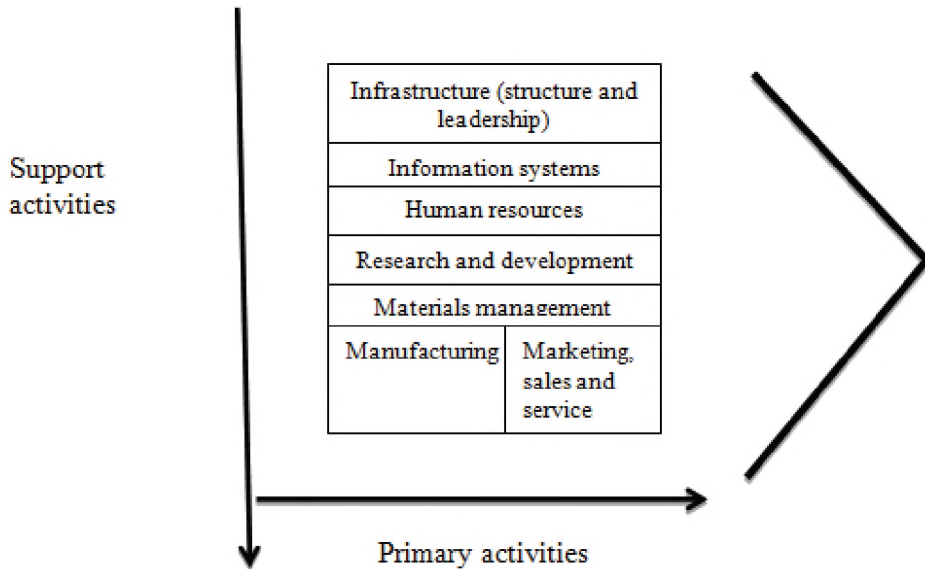 Infrastructure (structure and
leadership)
Information systems
Support
activities
Human resources
Research and development
Materials management
Manufacturing
Marketing,
sales and
service
Primary activities